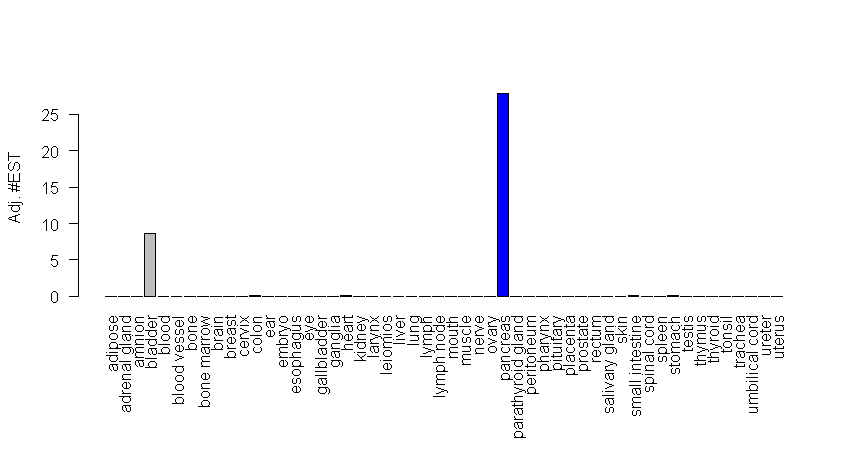 Adj. #EST
25
20
15
10
5
0
adipose
adrenal gland
amnion
bladder
blood
blood vessel
bone
bone marrow
brain
breast
cervix
colon
ear
embryo
esophagus
eye
gallbladder
ganglia
heart
kidney
larynx
leiomios
liver
lung
lymph
lymph node
mouth
muscle
nerve
ovary
pancreas
parathyroid gland
peritoneum
pharynx
pituitary
placenta
prostate
rectum
salivary gland
skin
small intestine
spinal cord
spleen
stomach
testis
thymus
thyroid
tonsil
trachea
umbilical cord
ureter
uterus